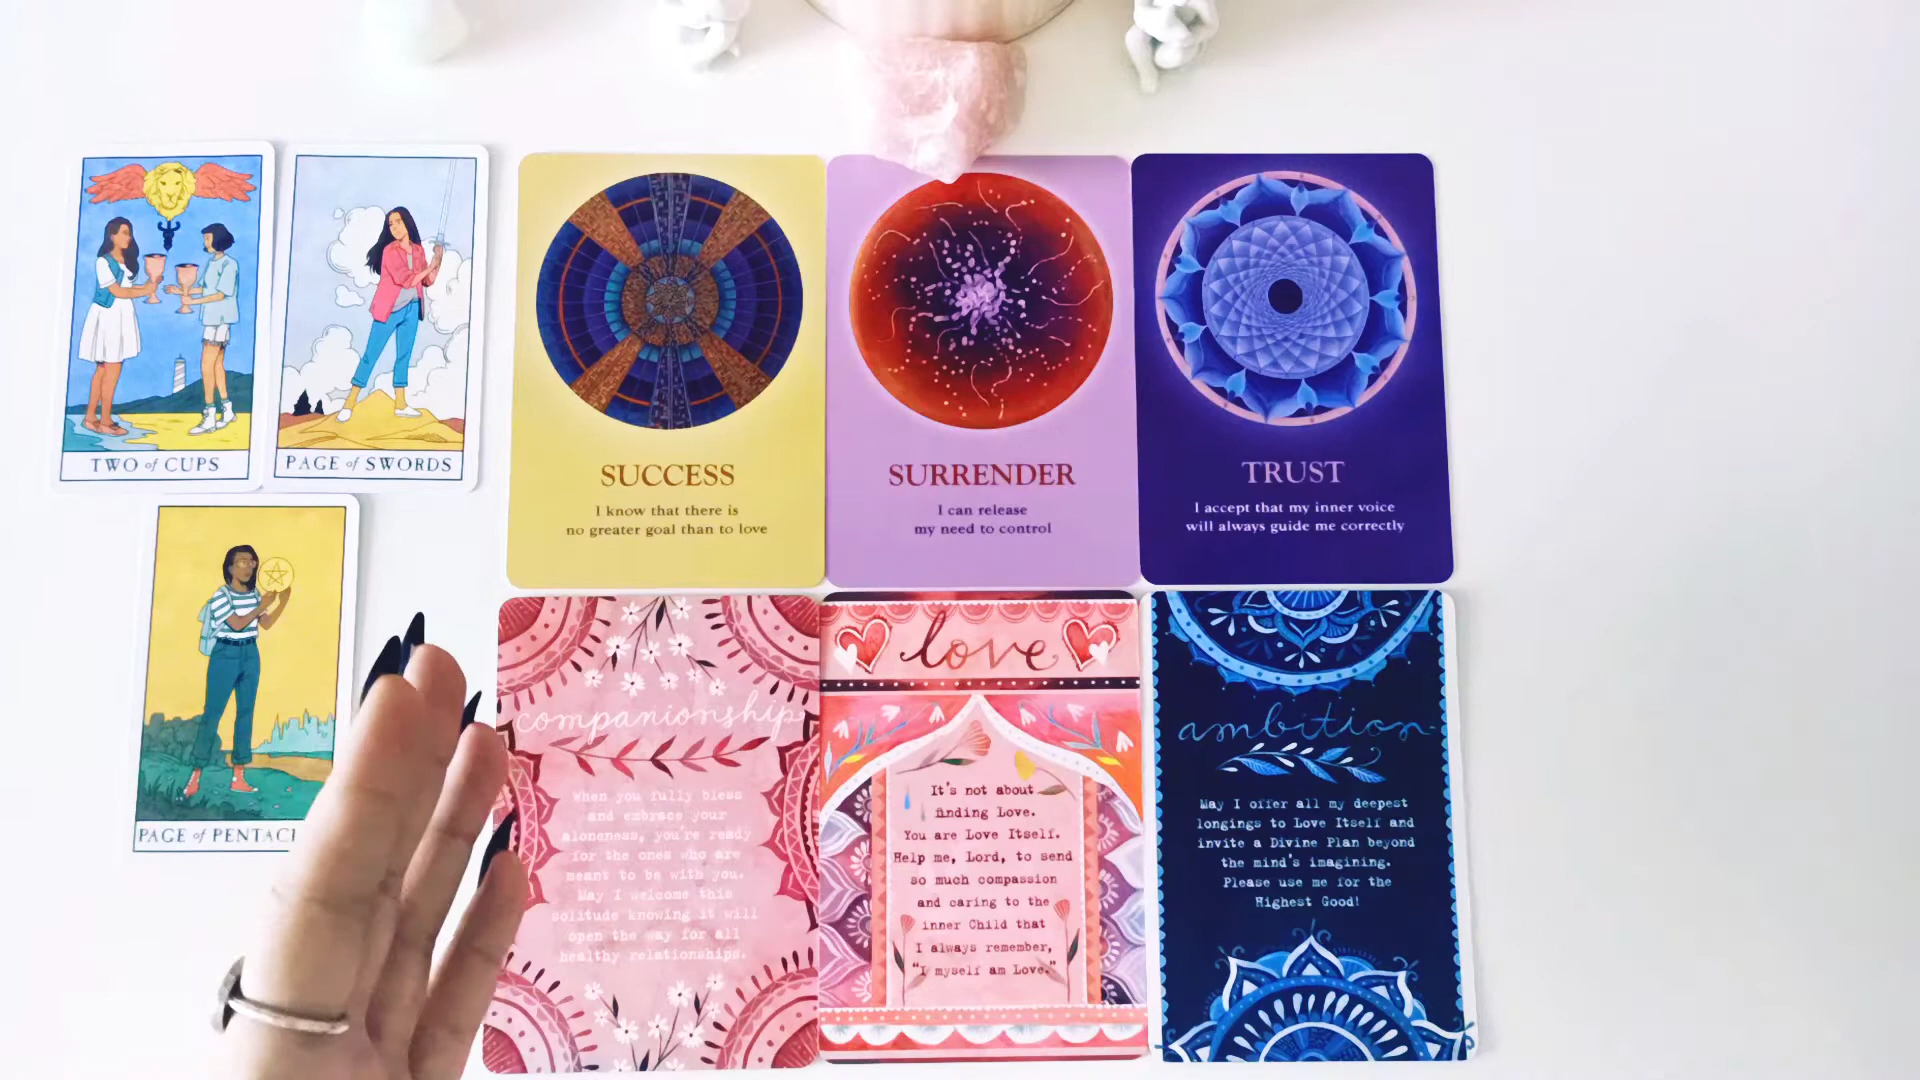 TWO of CUPS
PAGE of SWORDS
PAGE of PENTAC
SUCCESS
I know that there is
no greater goal than to love
SURRENDER
I can release
my need to control
TRUST
I accept that my inner voice
will always guide me correctly
companionship
When you fully bless
and embrace your
aloneness, you're ready
for the ones who are
meant to be with you.
May I welcome this
solitude knowing it will
open the way for all
healthy relationships.
love
It's not about
finding Love.
You are Love Itself.
Help me, Lord, to send
so much compassion
and caring to the
inner Child that
I always remember,
"I myself am Love."
ambition
May I offer all my deepest
longings to Love Itself and
invite a Divine Plan beyond
the mind's imagining.
Please use me for the
Highest Good!